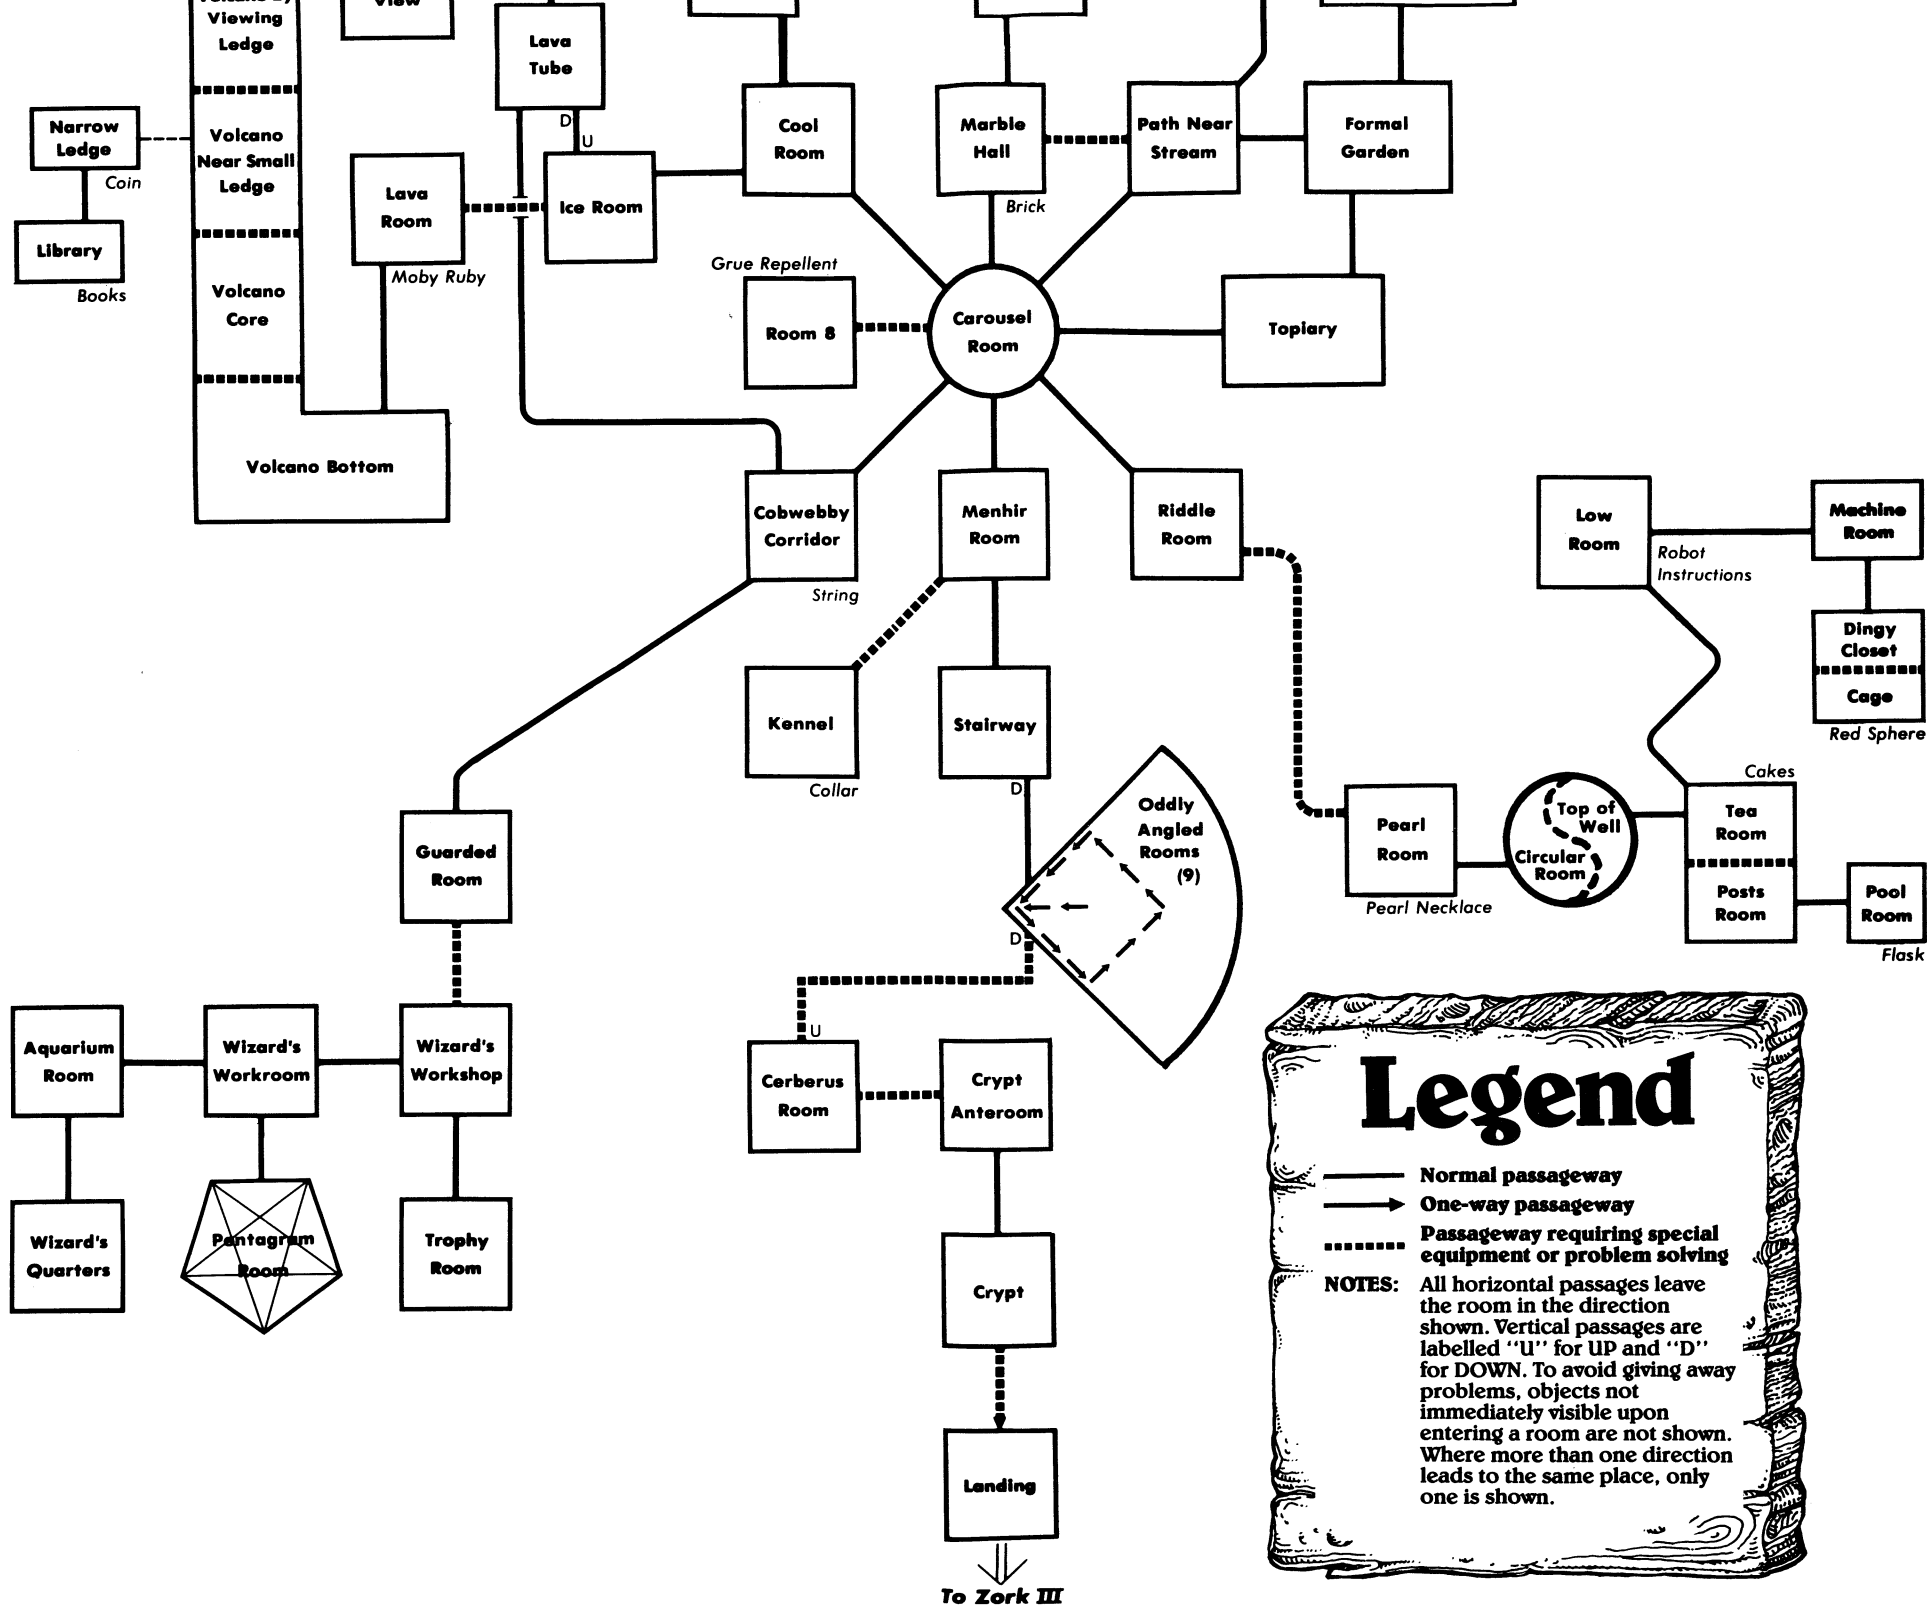 Viewing
Ledge
View
Lava
Tube
D
U
Narrow
Ledge
Coin
Volcano
Near Small
Ledge
Cool
Room
Marble
Hall
Brick
Path Near
Stream
Formal
Garden
Lava
Room
Moby Ruby
Ice Room
Library
Books
Volcano
Core
Grue Repellent
Room 8
Carousel
Room
Topiary
Volcano Bottom
Cobwebby
Corridor
String
Menhir
Room
Riddle
Room
Low
Room
Robot
Instructions
Machine
Room
Dingy
Closet
Cage
Red Sphere
Kennel
Collar
Stairway
D
Oddly
Angled
Rooms
(9)
D
Pearl
Room
Pearl Necklace
Top of
Well
Circular
Room
Cakes
Tea
Room
Posts
Room
Pool
Room
Flask
Guarded
Room
Aquarium
Room
Wizard's
Workroom
Wizard's
Workshop
U
Cerberus
Room
Crypt
Anteroom
Wizard's
Quarters
Pentagram
Room
Trophy
Room
Crypt
Landing
To Zork III
Legend
Normal passageway
One-way passageway
Passageway requiring special
equipment or problem solving
NOTES: All horizontal passages leave
the room in the direction
shown. Vertical passages are
labelled "U" for UP and "D"
for DOWN. To avoid giving away
problems, objects not
immediately visible upon
entering a room are not shown.
Where more than one direction
leads to the same place, only
one is shown.